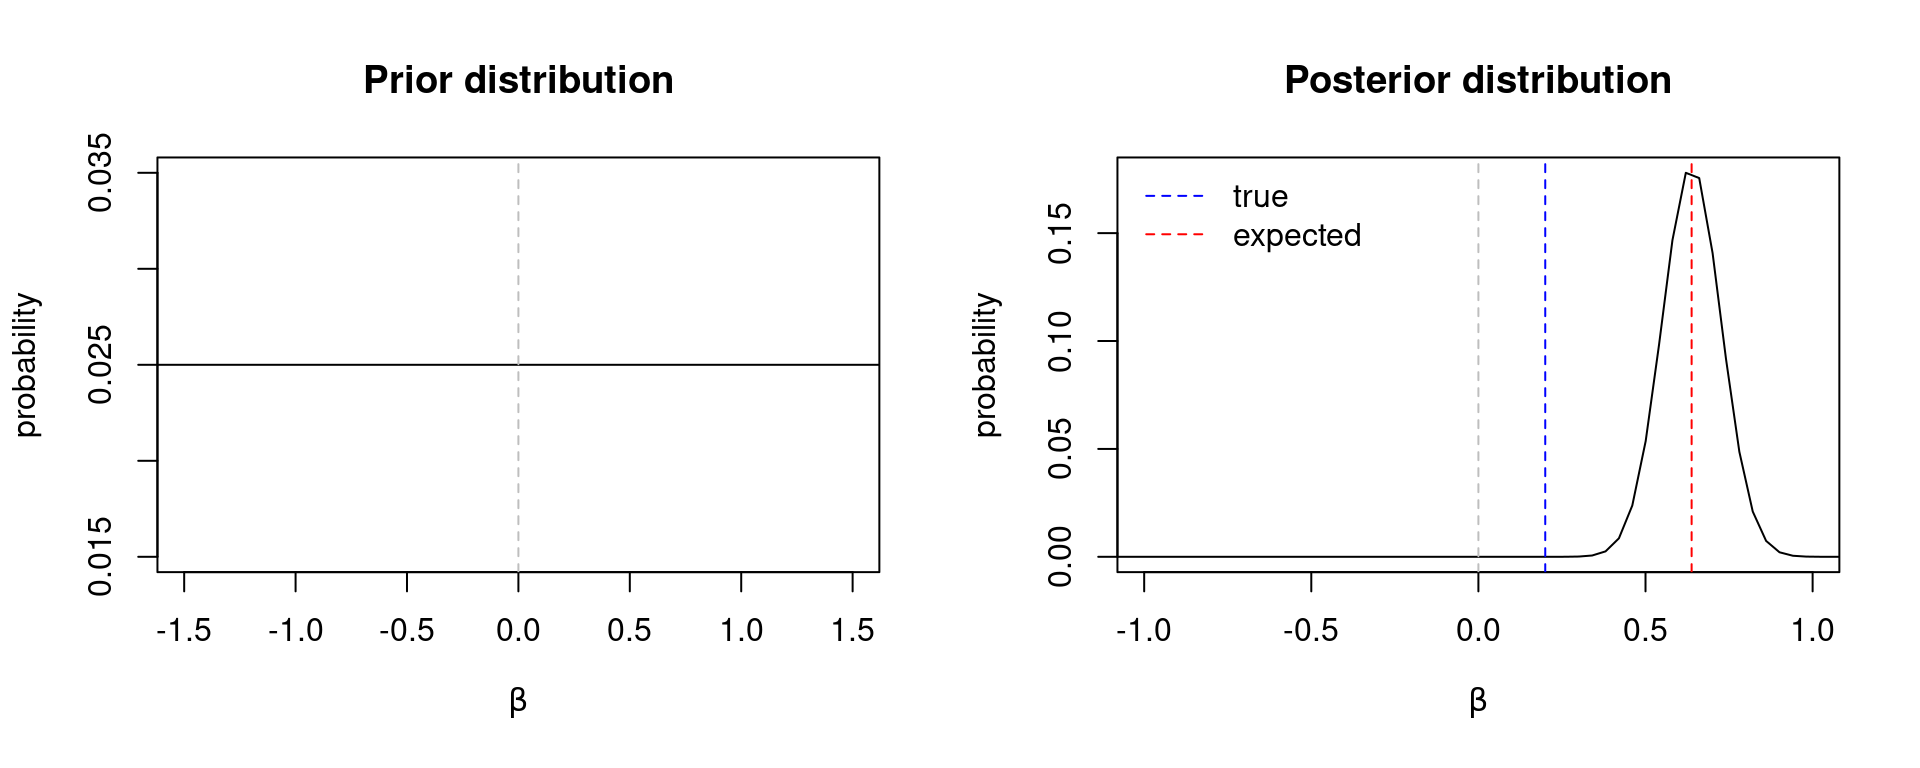 Prior distribution
probability
0.035
0.025
0.015
-1.5 -1.0 -0.5 0.0 0.5 1.0 1.5
β
Posterior distribution
true
expected
probability
0.15
0.10
0.05
0.00
-1.0 -0.5 0.0 0.5 1.0
β